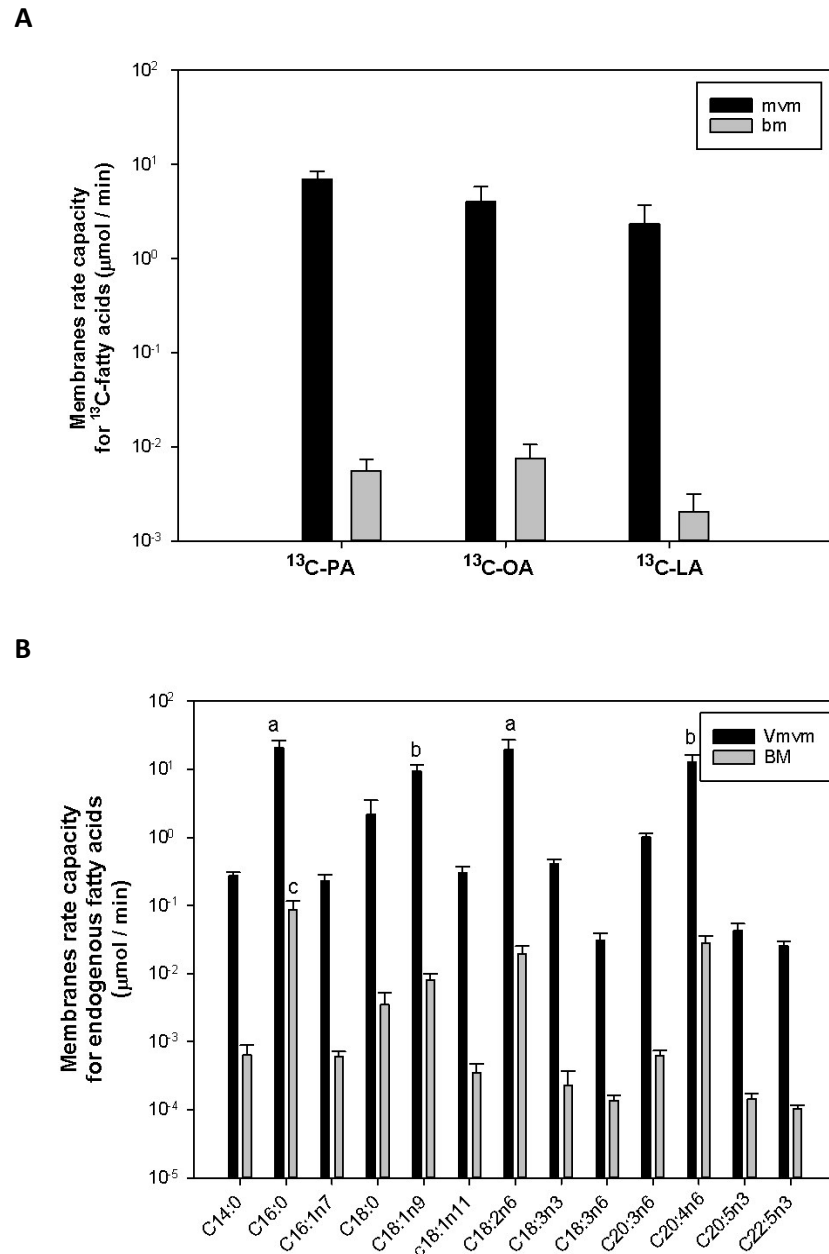 A
Membranes rate capacity
for ¹³C-fatty acids (μmol / min)
10²
10¹
10⁰
10⁻¹
10⁻²
10⁻³
mvm
bm
¹³C-PA
¹³C-OA
¹³C-LA
B
Membranes rate capacity
for endogenous fatty acids
(μmol / min)
10²
10¹
10⁰
10⁻¹
10⁻²
10⁻³
10⁻⁴
10⁻⁵
a
c
b
a
b
Vmvm
BM
C14:0
C16:0
C16:1n7
C18:0
C18:1n9
c18:1n11
C18:2n6
C18:3n3
C18:3n6
C20:3n6
C20:4n6
C20:5n3
C22:5n3